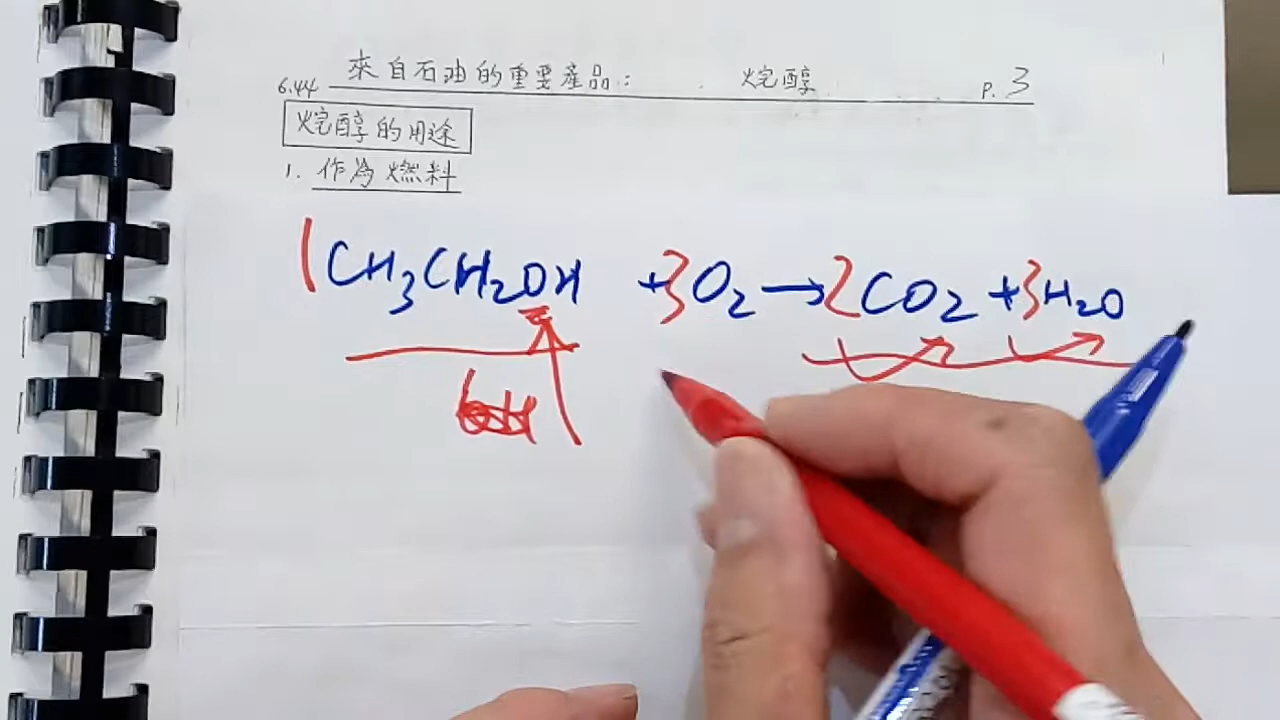 6.44 來自石油的重要產品: 烷醇 P. 3
烷醇的用途
1. 作為燃料
1CH3CH2OH +3O2→2CO2+3H2O